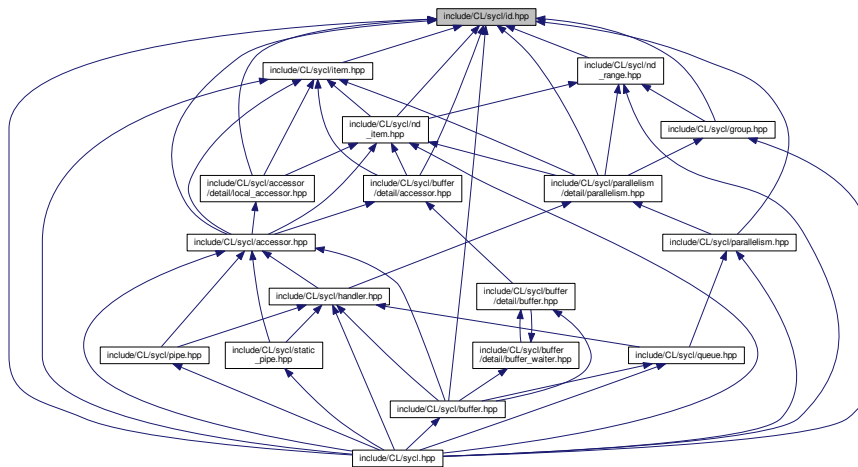 include/CL/sycl/id.hpp
include/CL/sycl/item.hpp
include/CL/sycl/nd
_range.hpp
include/CL/sycl/nd
_item.hpp
include/CL/sycl/group.hpp
include/CL/sycl/accessor
/detail/local_accessor.hpp
include/CL/sycl/buffer
/detail/accessor.hpp
include/CL/sycl/parallelism
/detail/parallelism.hpp
include/CL/sycl/accessor.hpp
include/CL/sycl/parallelism.hpp
include/CL/sycl/handler.hpp
include/CL/sycl/buffer
/detail/buffer.hpp
include/CL/sycl/pipe.hpp
include/CL/sycl/static
_pipe.hpp
include/CL/sycl/buffer
/detail/buffer_waiter.hpp
include/CL/sycl/queue.hpp
include/CL/sycl/buffer.hpp
include/CL/sycl.hpp